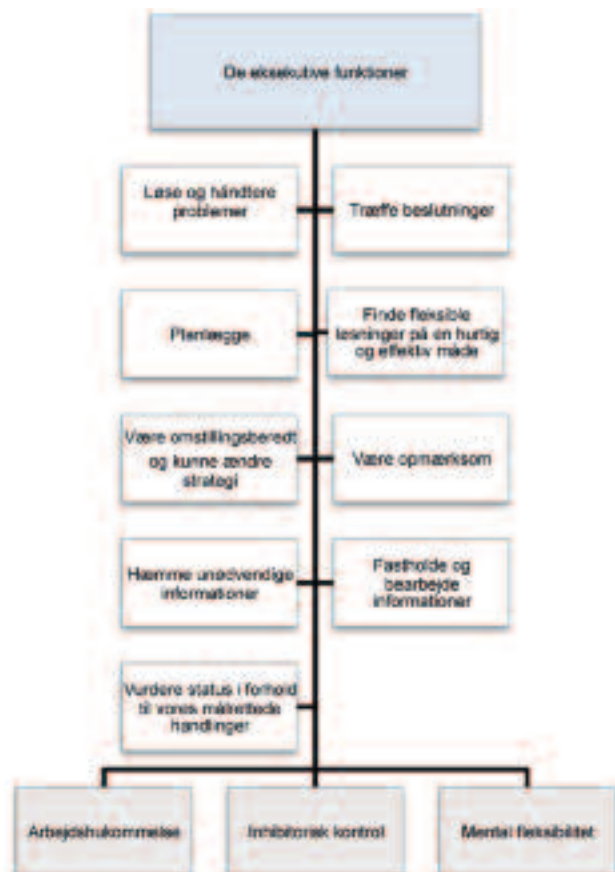 De eksekutive funktioner
Løse og håndtere
problemer
Træffe beslutninger
Planlægge
Finde fleksible
løsninger på en hurtig
og effektiv måde
Være omstillingsberedt
og kunne ændre
strategi
Være opmærksom
Hæmme unødvendige
informationer
Fastholde og
bearbejde
informationer
Vurdere status i forhold
til vores målrettede
handlinger
Arbejdshukommelse
Inhibitorisk kontrol
Mental fleksibilitet